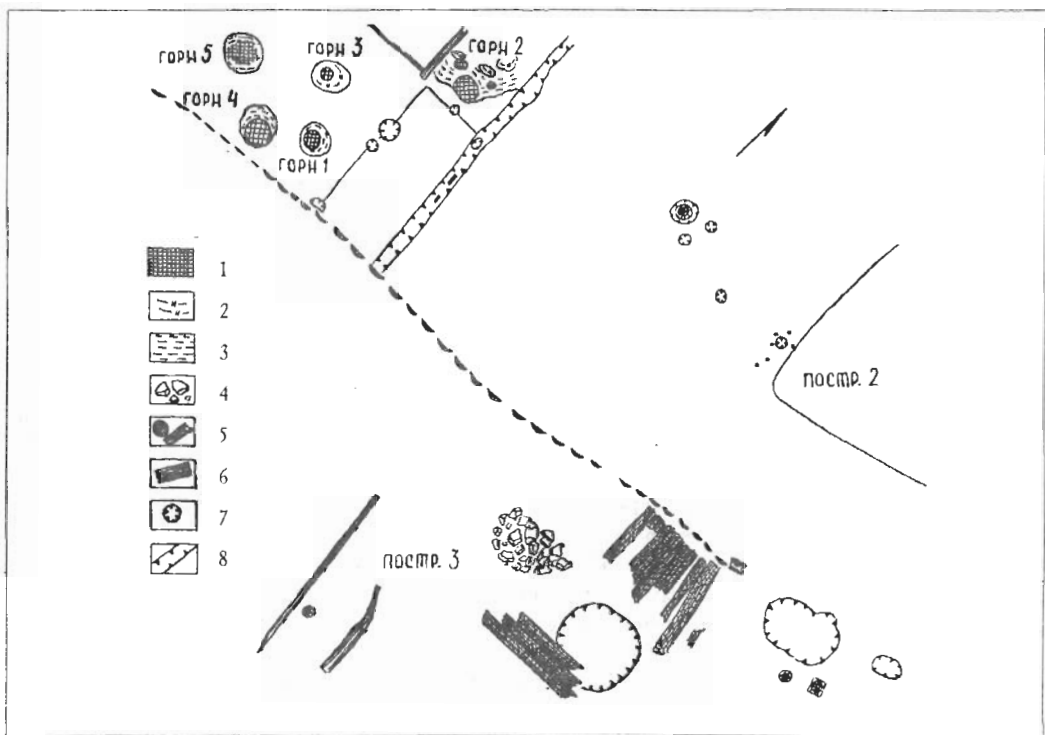 горн 5
горн 3
горн 2
горн 4
горн 1
1
2
3
4
5
6
7
8
постр. 2
постр. 3